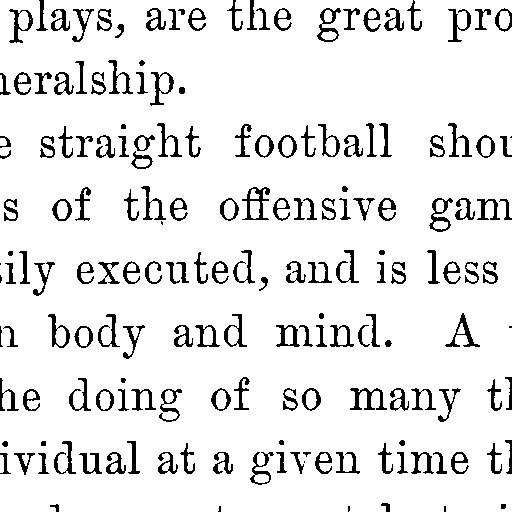 plays, are the great pro
neralship.
e straight football shou
s of the offensive gam
ily executed, and is less
n body and mind. A
he doing of so many th
ividual at a given time th